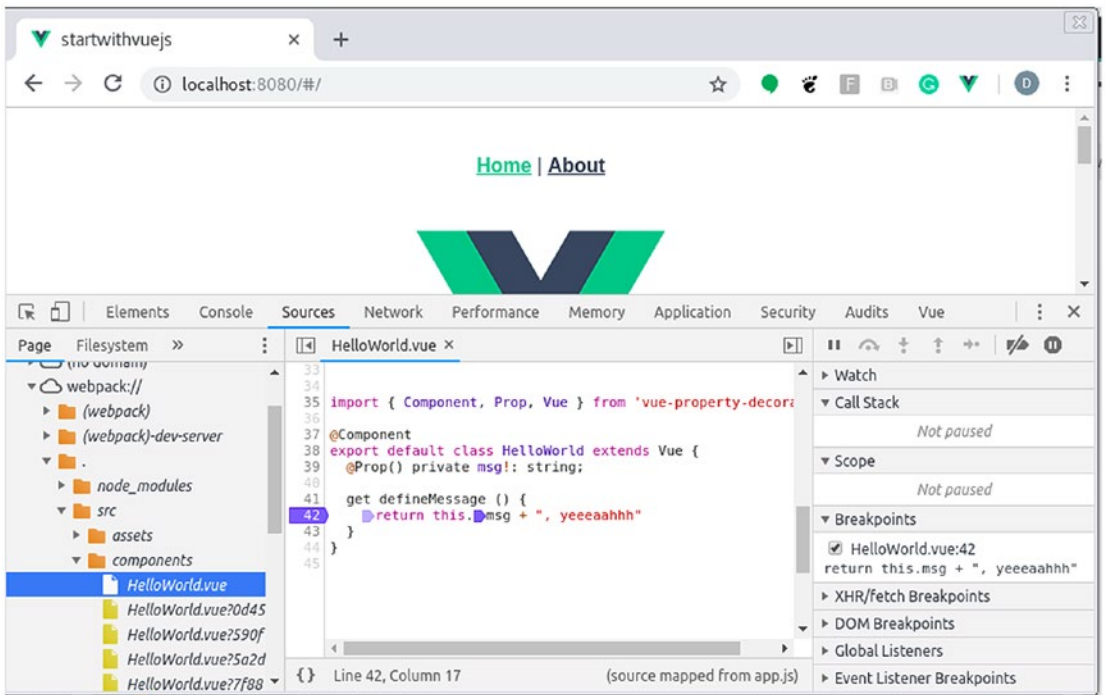 startwithvuejs × +
localhost:8080/#/
D
Home | About
Elements Console Sources Network Performance Memory Application Security Audits Vue
Page Filesystem »
(no domain)
webpack://
(webpack)
(webpack)-dev-server
.
node_modules
src
assets
components
HelloWorld.vue
HelloWorld.vue?0d45
HelloWorld.vue?590f
HelloWorld.vue?5a2d
HelloWorld.vue?7f88
HelloWorld.vue ×
33
34
35 import { Component, Prop, Vue } from 'vue-property-decora
36
37 @Component
38 export default class HelloWorld extends Vue {
39 @Prop() private msg!: string;
40
41 get defineMessage () {
42 return this.msg + ", yeeeaahhh"
43 }
44 }
45
{ } Line 42, Column 17 (source mapped from app.js)
Watch
Call Stack
Not paused
Scope
Not paused
Breakpoints
HelloWorld.vue:42
return this.msg + ", yeeeaahhh"
XHR/fetch Breakpoints
DOM Breakpoints
Global Listeners
Event Listener Breakpoints